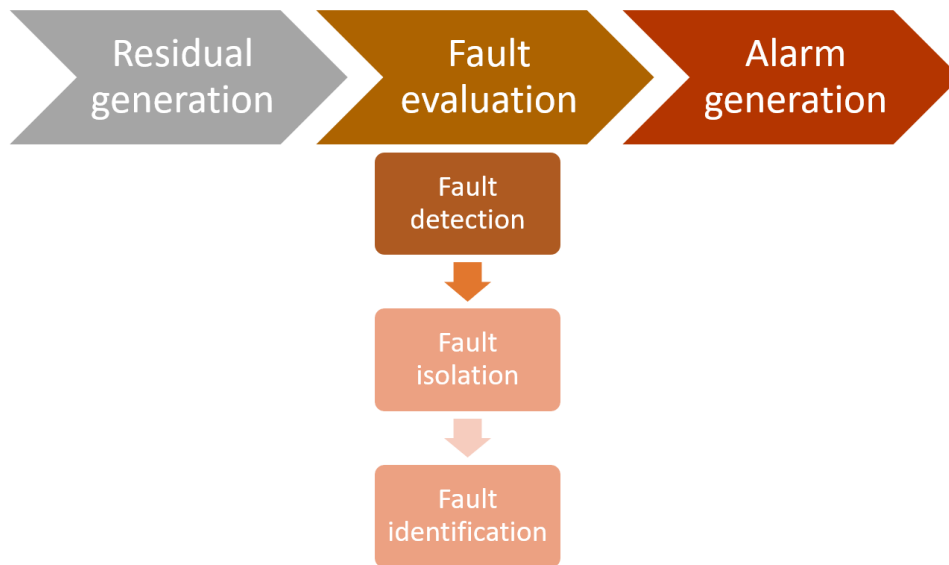 Residual
generation
Fault
evaluation
Alarm
generation
Fault
detection
Fault
isolation
Fault
identification